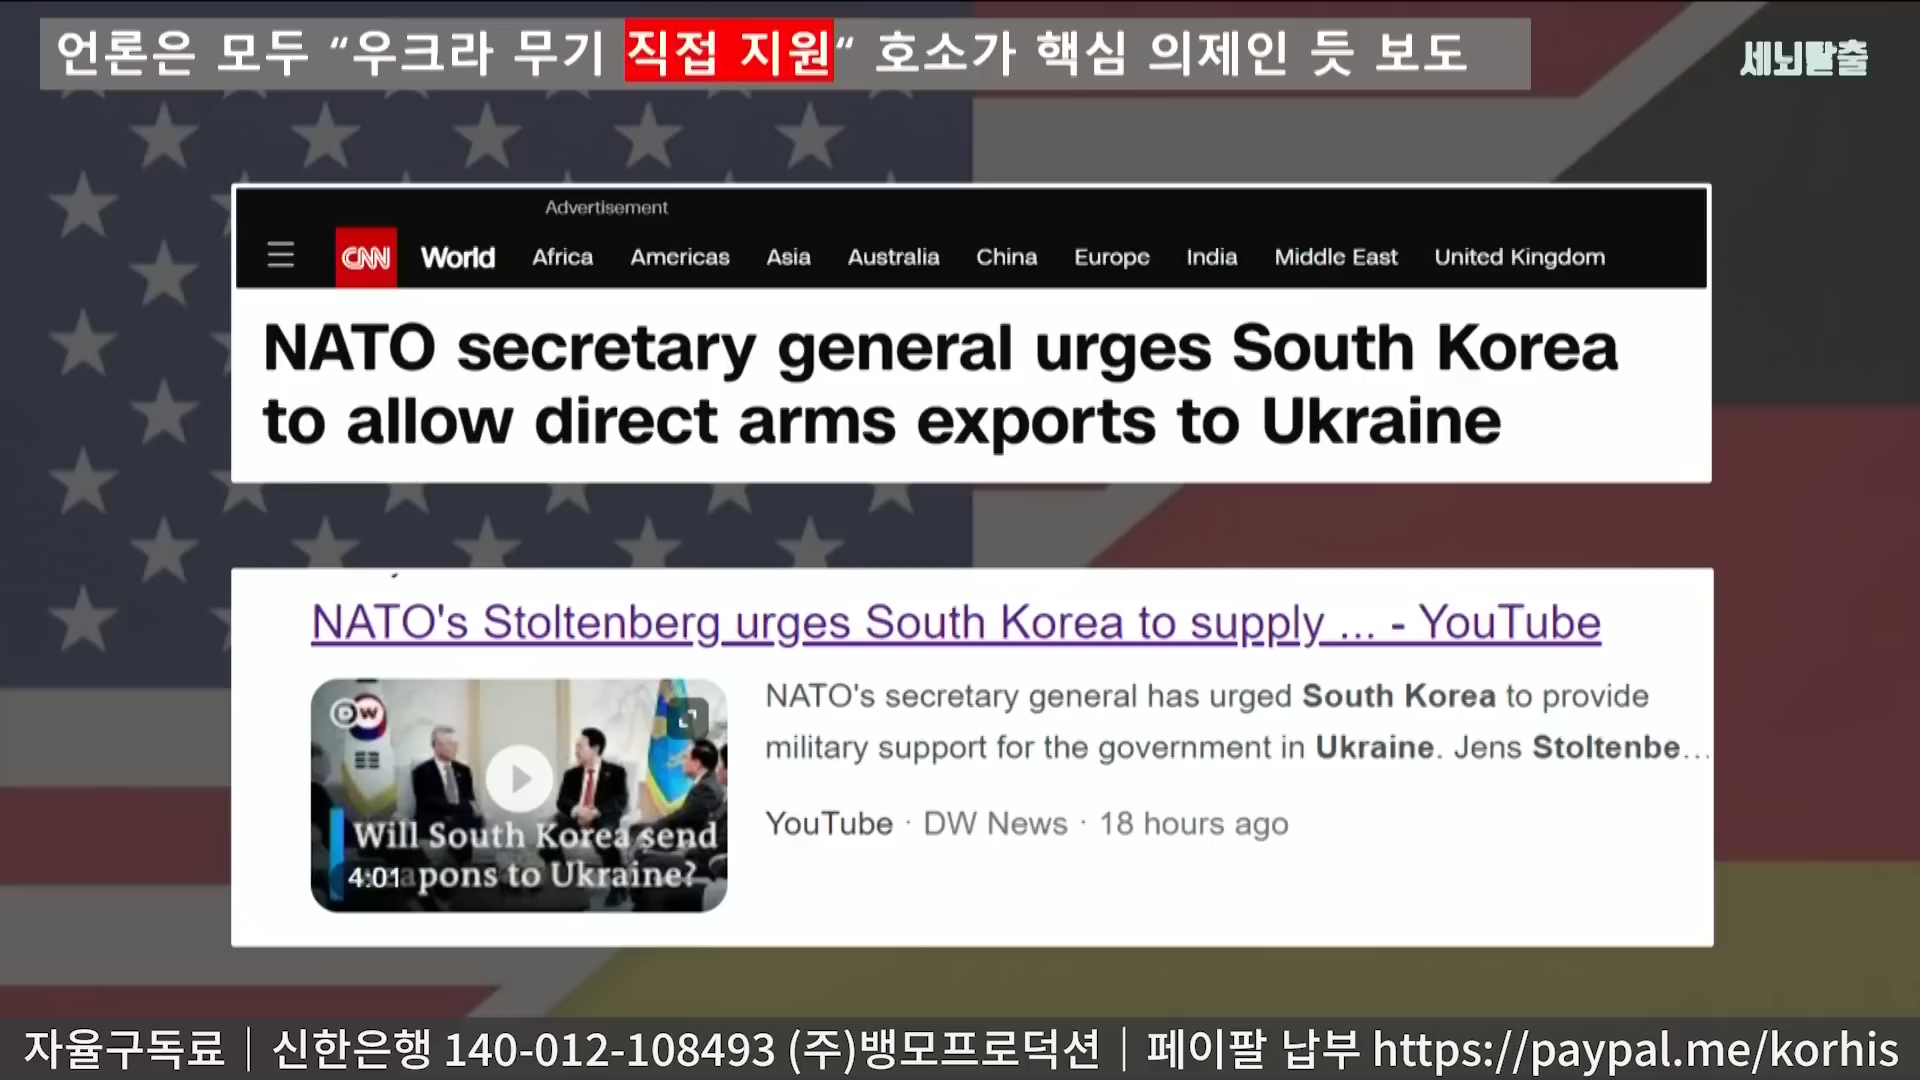 언론은 모두 “우크라 무기 직접 지원“ 호소가 핵심 의제인 듯 보도
세뇌탈출
Advertisement
CNN World Africa Americas Asia Australia China Europe India Middle East United Kingdom
NATO secretary general urges South Korea
to allow direct arms exports to Ukraine
NATO's Stoltenberg urges South Korea to supply ... - YouTube
DW
NATO's secretary general has urged South Korea to provide
military support for the government in Ukraine. Jens Stoltenbe...
Will South Korea send
4:01 apons to Ukraine?
YouTube · DW News · 18 hours ago
자율구독료│신한은행 140-012-108493 (주)뱅모프로덕션│페이팔 납부 https://paypal.me/korhis